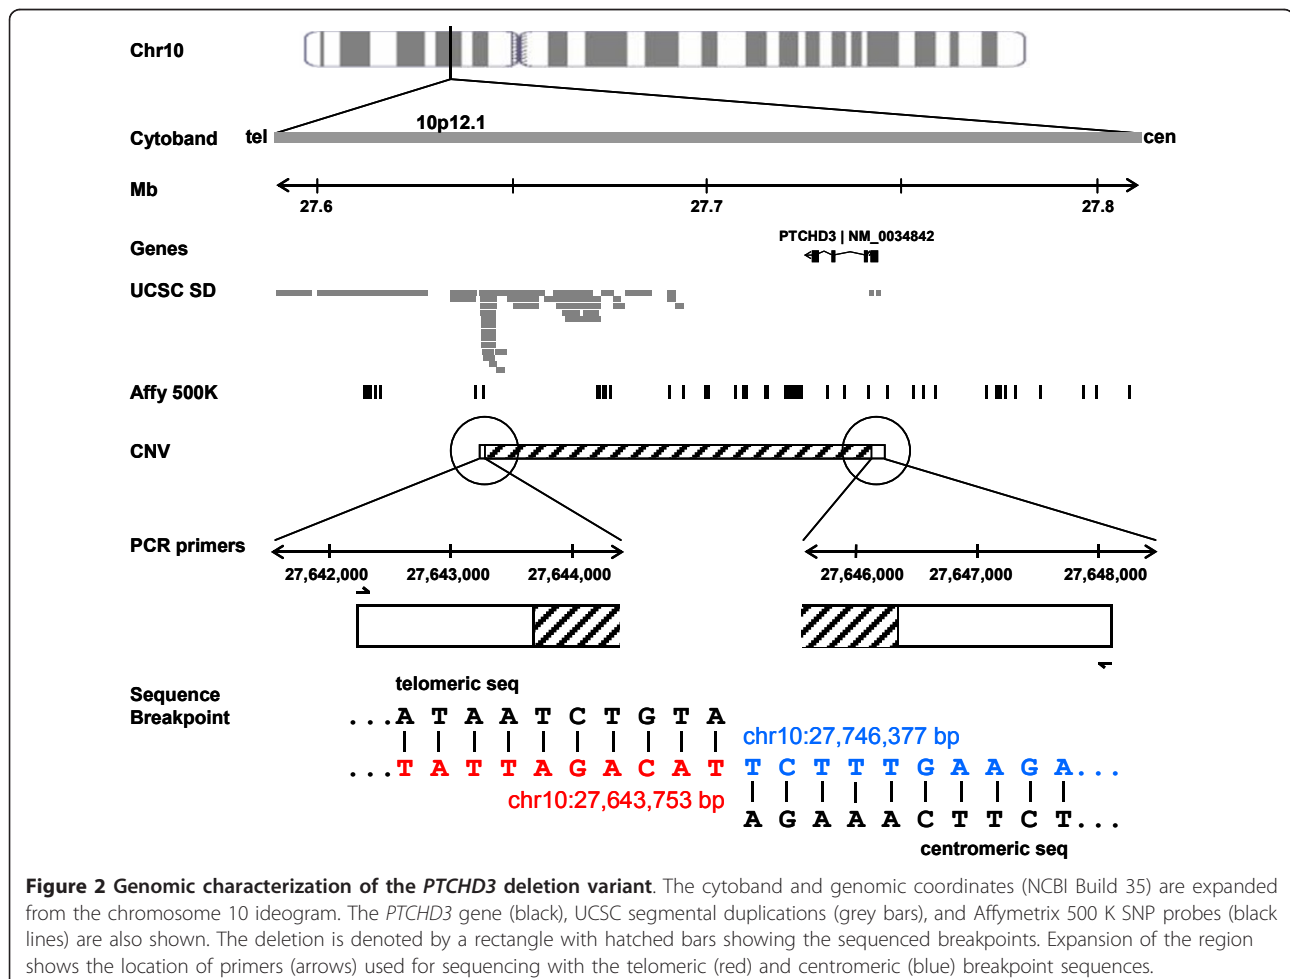 Chr10
10p12.1
Cytoband tel cen
Mb
27.6 27.7 27.8
PTCHD3 | NM_0034842
Genes
UCSC SD
Affy 500K
CNV
PCR primers
27,642,000 27,643,000 27,644,000 27,646,000 27,647,000 27,648,000
telomeric seq
Sequence
Breakpoint
...A T A A T C T G T A
chr10:27,746,377 bp
...T A T T A G A C A T T C T T T G A A G A...
chr10:27,643,753 bp
A G A A A C T T C T...
centromeric seq
Figure 2 Genomic characterization of the PTCHD3 deletion variant. The cytoband and genomic coordinates (NCBI Build 35) are expanded
from the chromosome 10 ideogram. The PTCHD3 gene (black), UCSC segmental duplications (grey bars), and Affymetrix 500 K SNP probes (black
lines) are also shown. The deletion is denoted by a rectangle with hatched bars showing the sequenced breakpoints. Expansion of the region
shows the location of primers (arrows) used for sequencing with the telomeric (red) and centromeric (blue) breakpoint sequences.